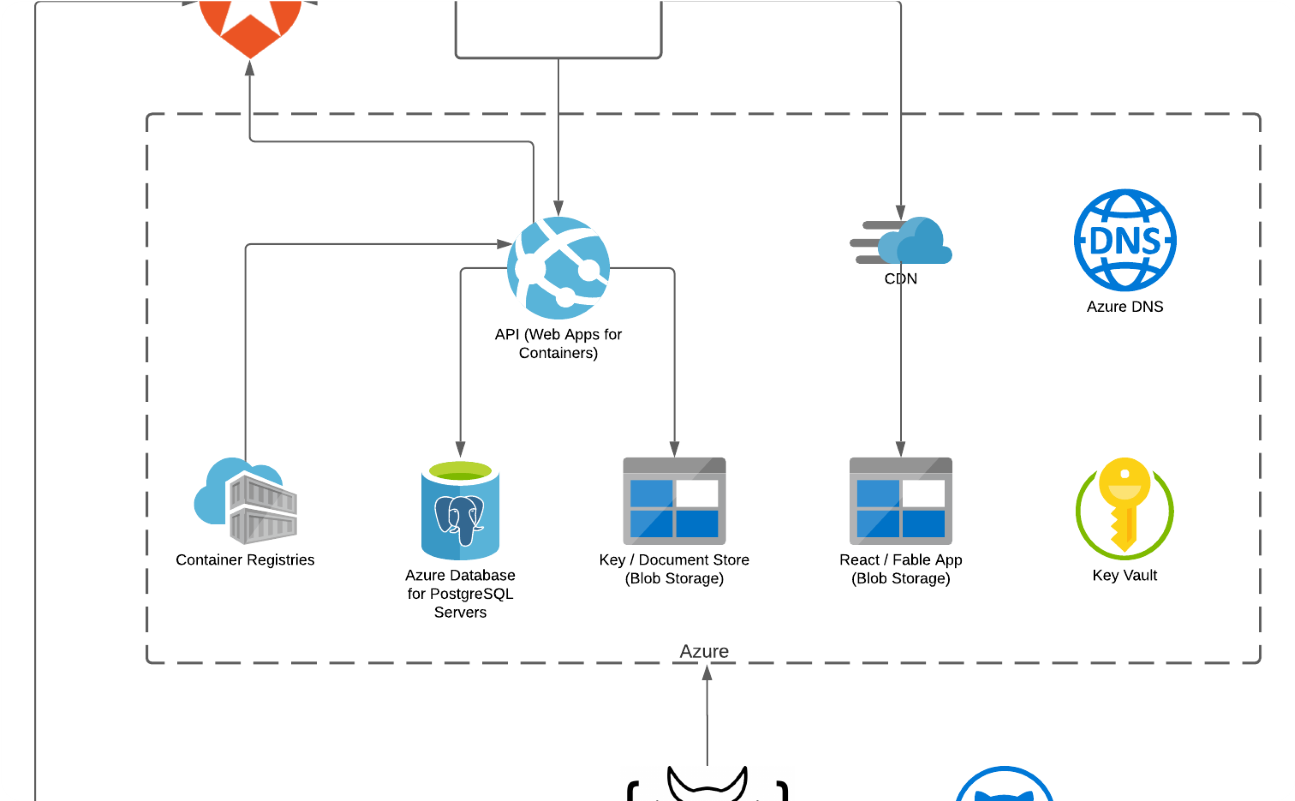 DNS
CDN
Azure DNS
API (Web Apps for
Containers)
Container Registries
Azure Database
for PostgreSQL
Servers
Key / Document Store
(Blob Storage)
React / Fable App
(Blob Storage)
Key Vault
Azure